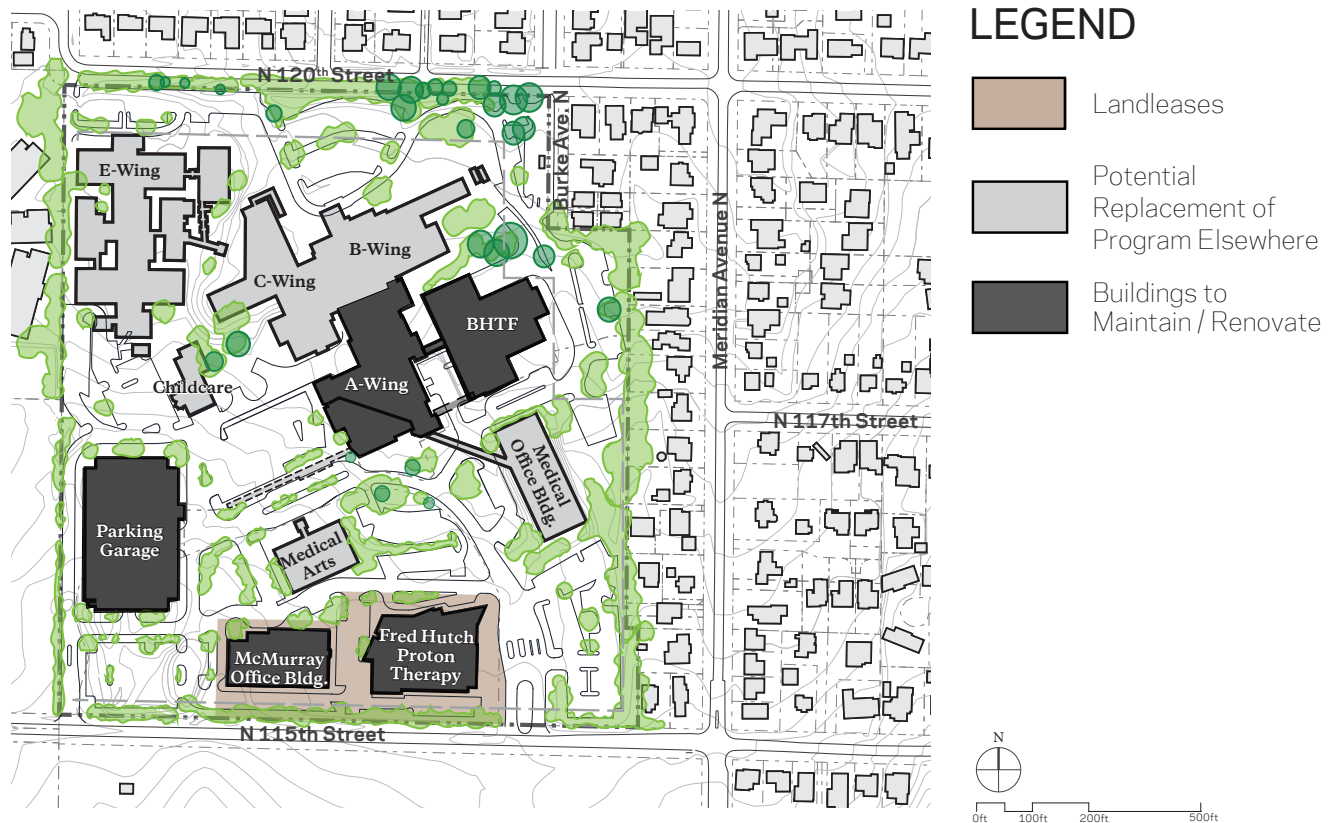 LEGEND
Landleases
Potential
Replacement of
Program Elsewhere
Buildings to
Maintain / Renovate
N 120th Street
Burke Ave. N
E-Wing
B-Wing
C-Wing
BHTF
Meridian Avenue N
A-Wing
Childcare
N 117th Street
Medical
Office Bldg.
Parking
Garage
Medical
Arts
Fred Hutch
Proton
Therapy
McMurray
Office Bldg.
N 115th Street
N
0ft 100ft 200ft 500ft